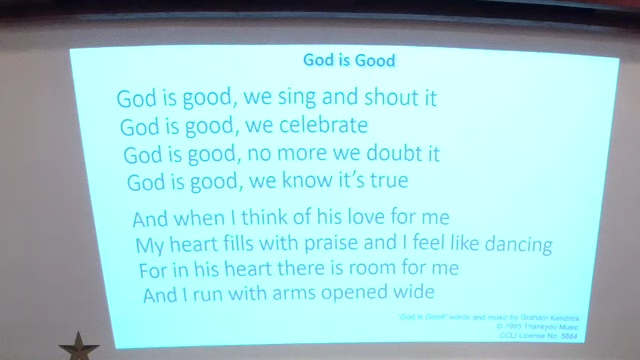 God is Good
God is good, we sing and shout it
God is good, we celebrate
God is good, no more we doubt it
God is good, we know it's true
And when I think of his love for me
My heart fills with praise and I feel like dancing
For in his heart there is room for me
And I run with arms opened wide
"God is Good" words and music by Graham Kendrick
© 1985 Thankyou Music
CCLI License No. 5884